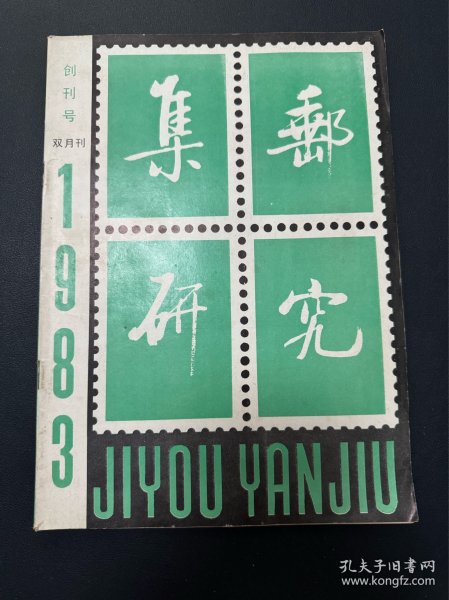 创刊号
双月刊
1983
集郵
研究
JIYOU YANJIU
孔夫子旧书网
www.kongfz.com